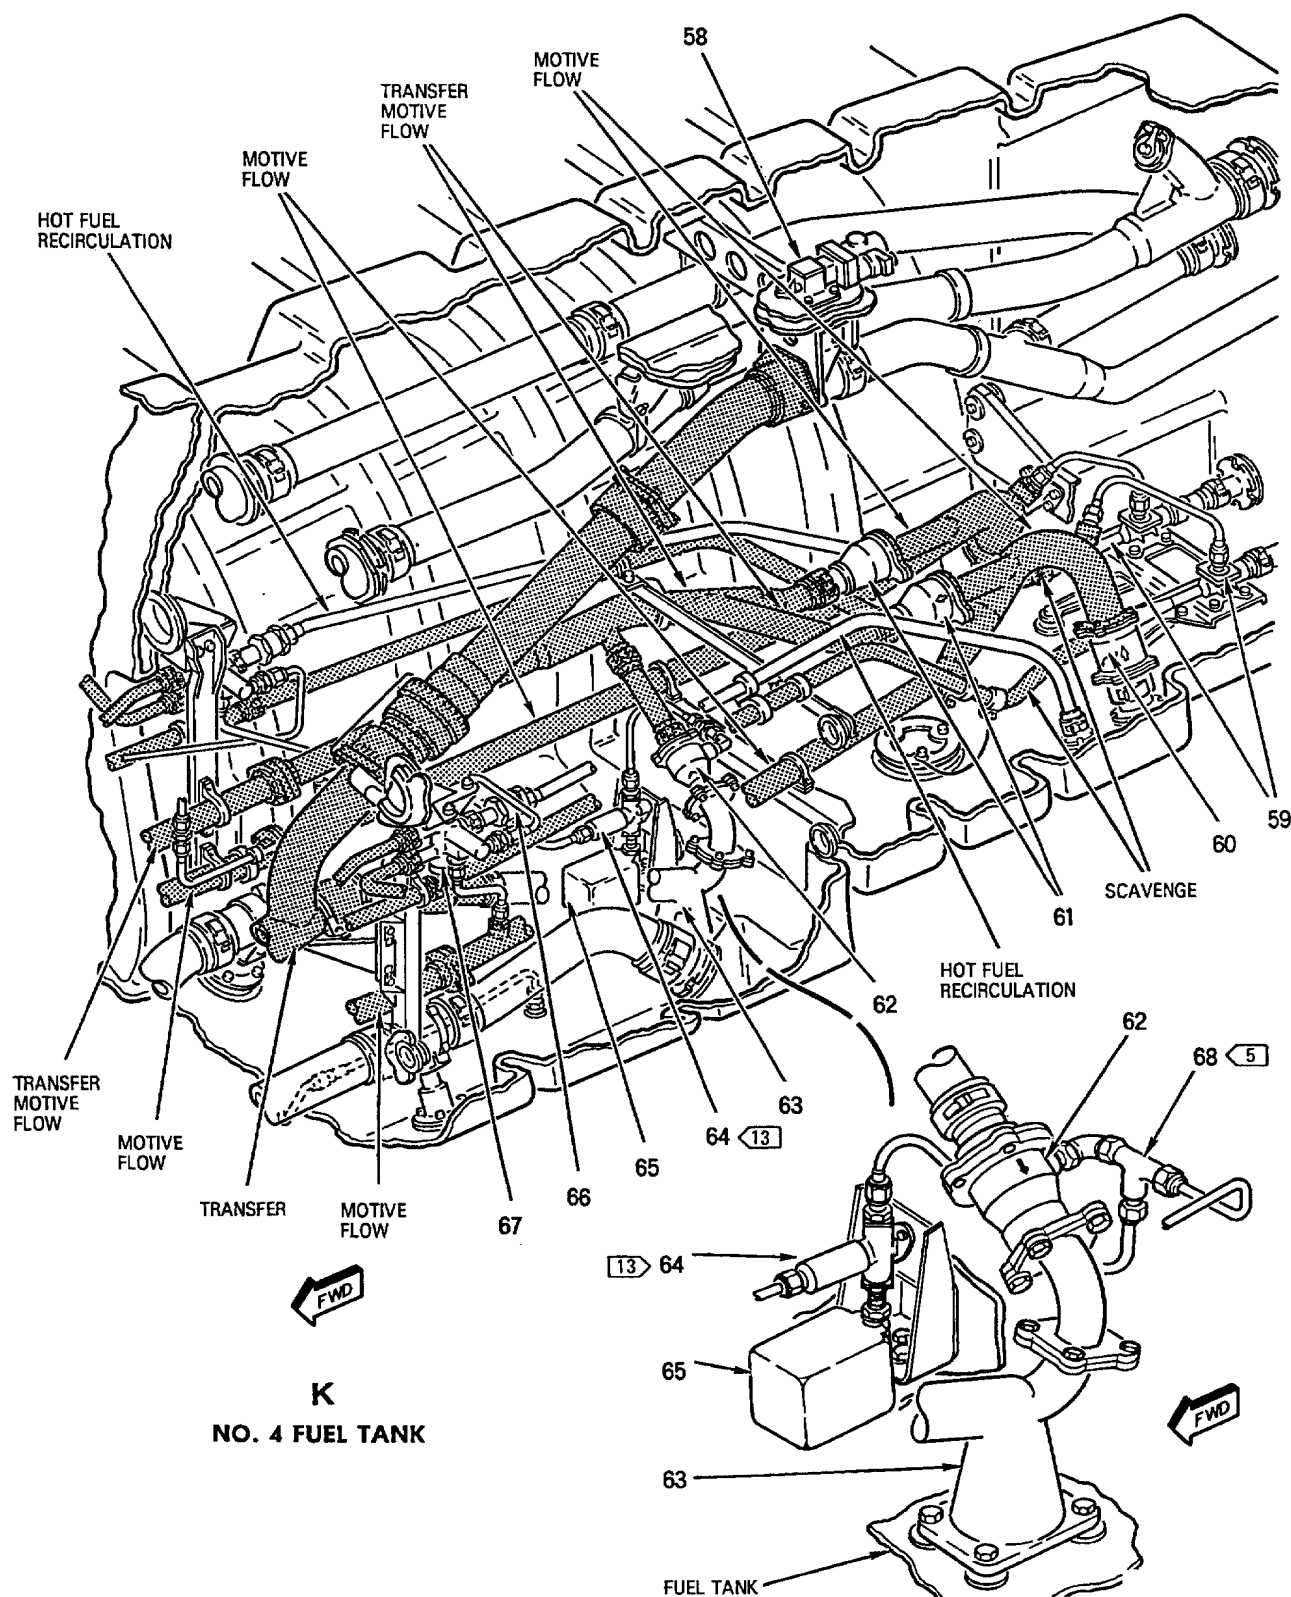 58
MOTIVE
FLOW
TRANSFER
MOTIVE
FLOW
MOTIVE
FLOW
HOT FUEL
RECIRCULATION
59
60
SCAVENGE
61
HOT FUEL
RECIRCULATION
62
63
64 13
65
66
67
TRANSFER
MOTIVE
FLOW
MOTIVE
FLOW
TRANSFER
MOTIVE
FLOW
FWD
K
NO. 4 FUEL TANK
62
68 5
13 64
65
63
FWD
FUEL TANK